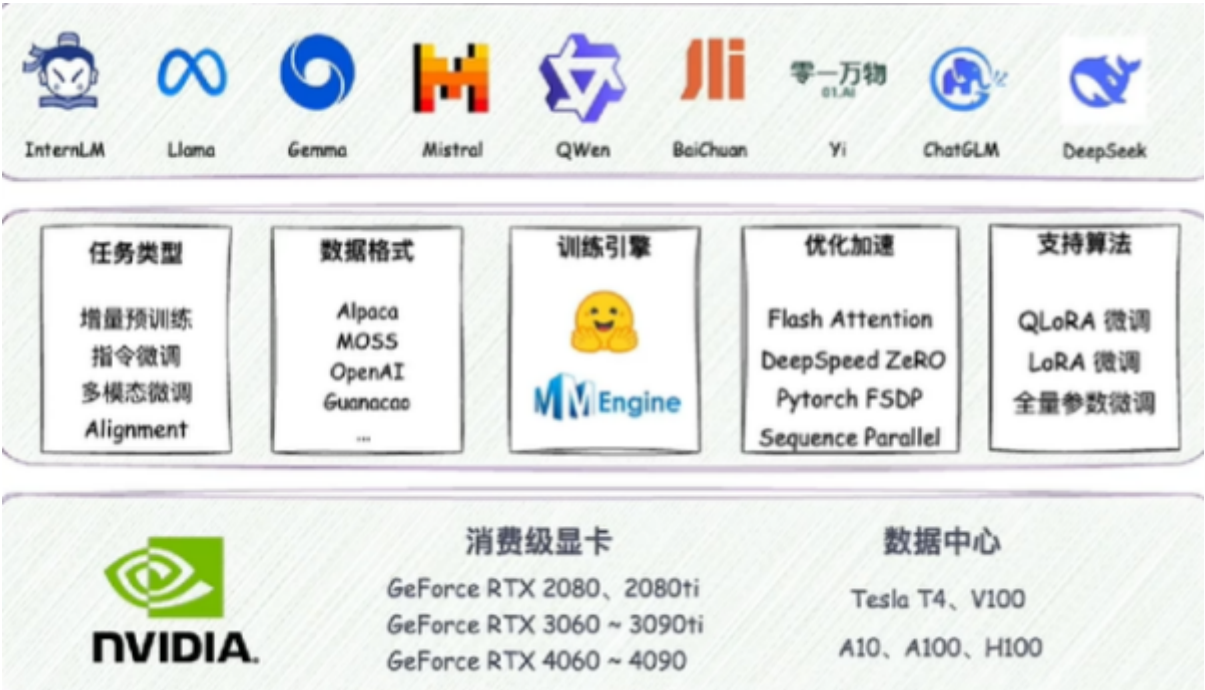 零一万物
01.AI
InternLM
Llama
Gemma
Mistral
QWen
BaiChuan
Yi
ChatGLM
DeepSeek
任务类型
增量预训练
指令微调
多模态微调
Alignment
数据格式
Alpaca
MOSS
OpenAI
Guanacao
...
训练引擎
MMEngine
优化加速
Flash Attention
DeepSpeed ZeRO
Pytorch FSDP
Sequence Parallel
支持算法
QLoRA 微调
LoRA 微调
全量参数微调
NVIDIA.
消费级显卡
GeForce RTX 2080、2080ti
GeForce RTX 3060 ~ 3090ti
GeForce RTX 4060 ~ 4090
数据中心
Tesla T4、V100
A10、A100、H100